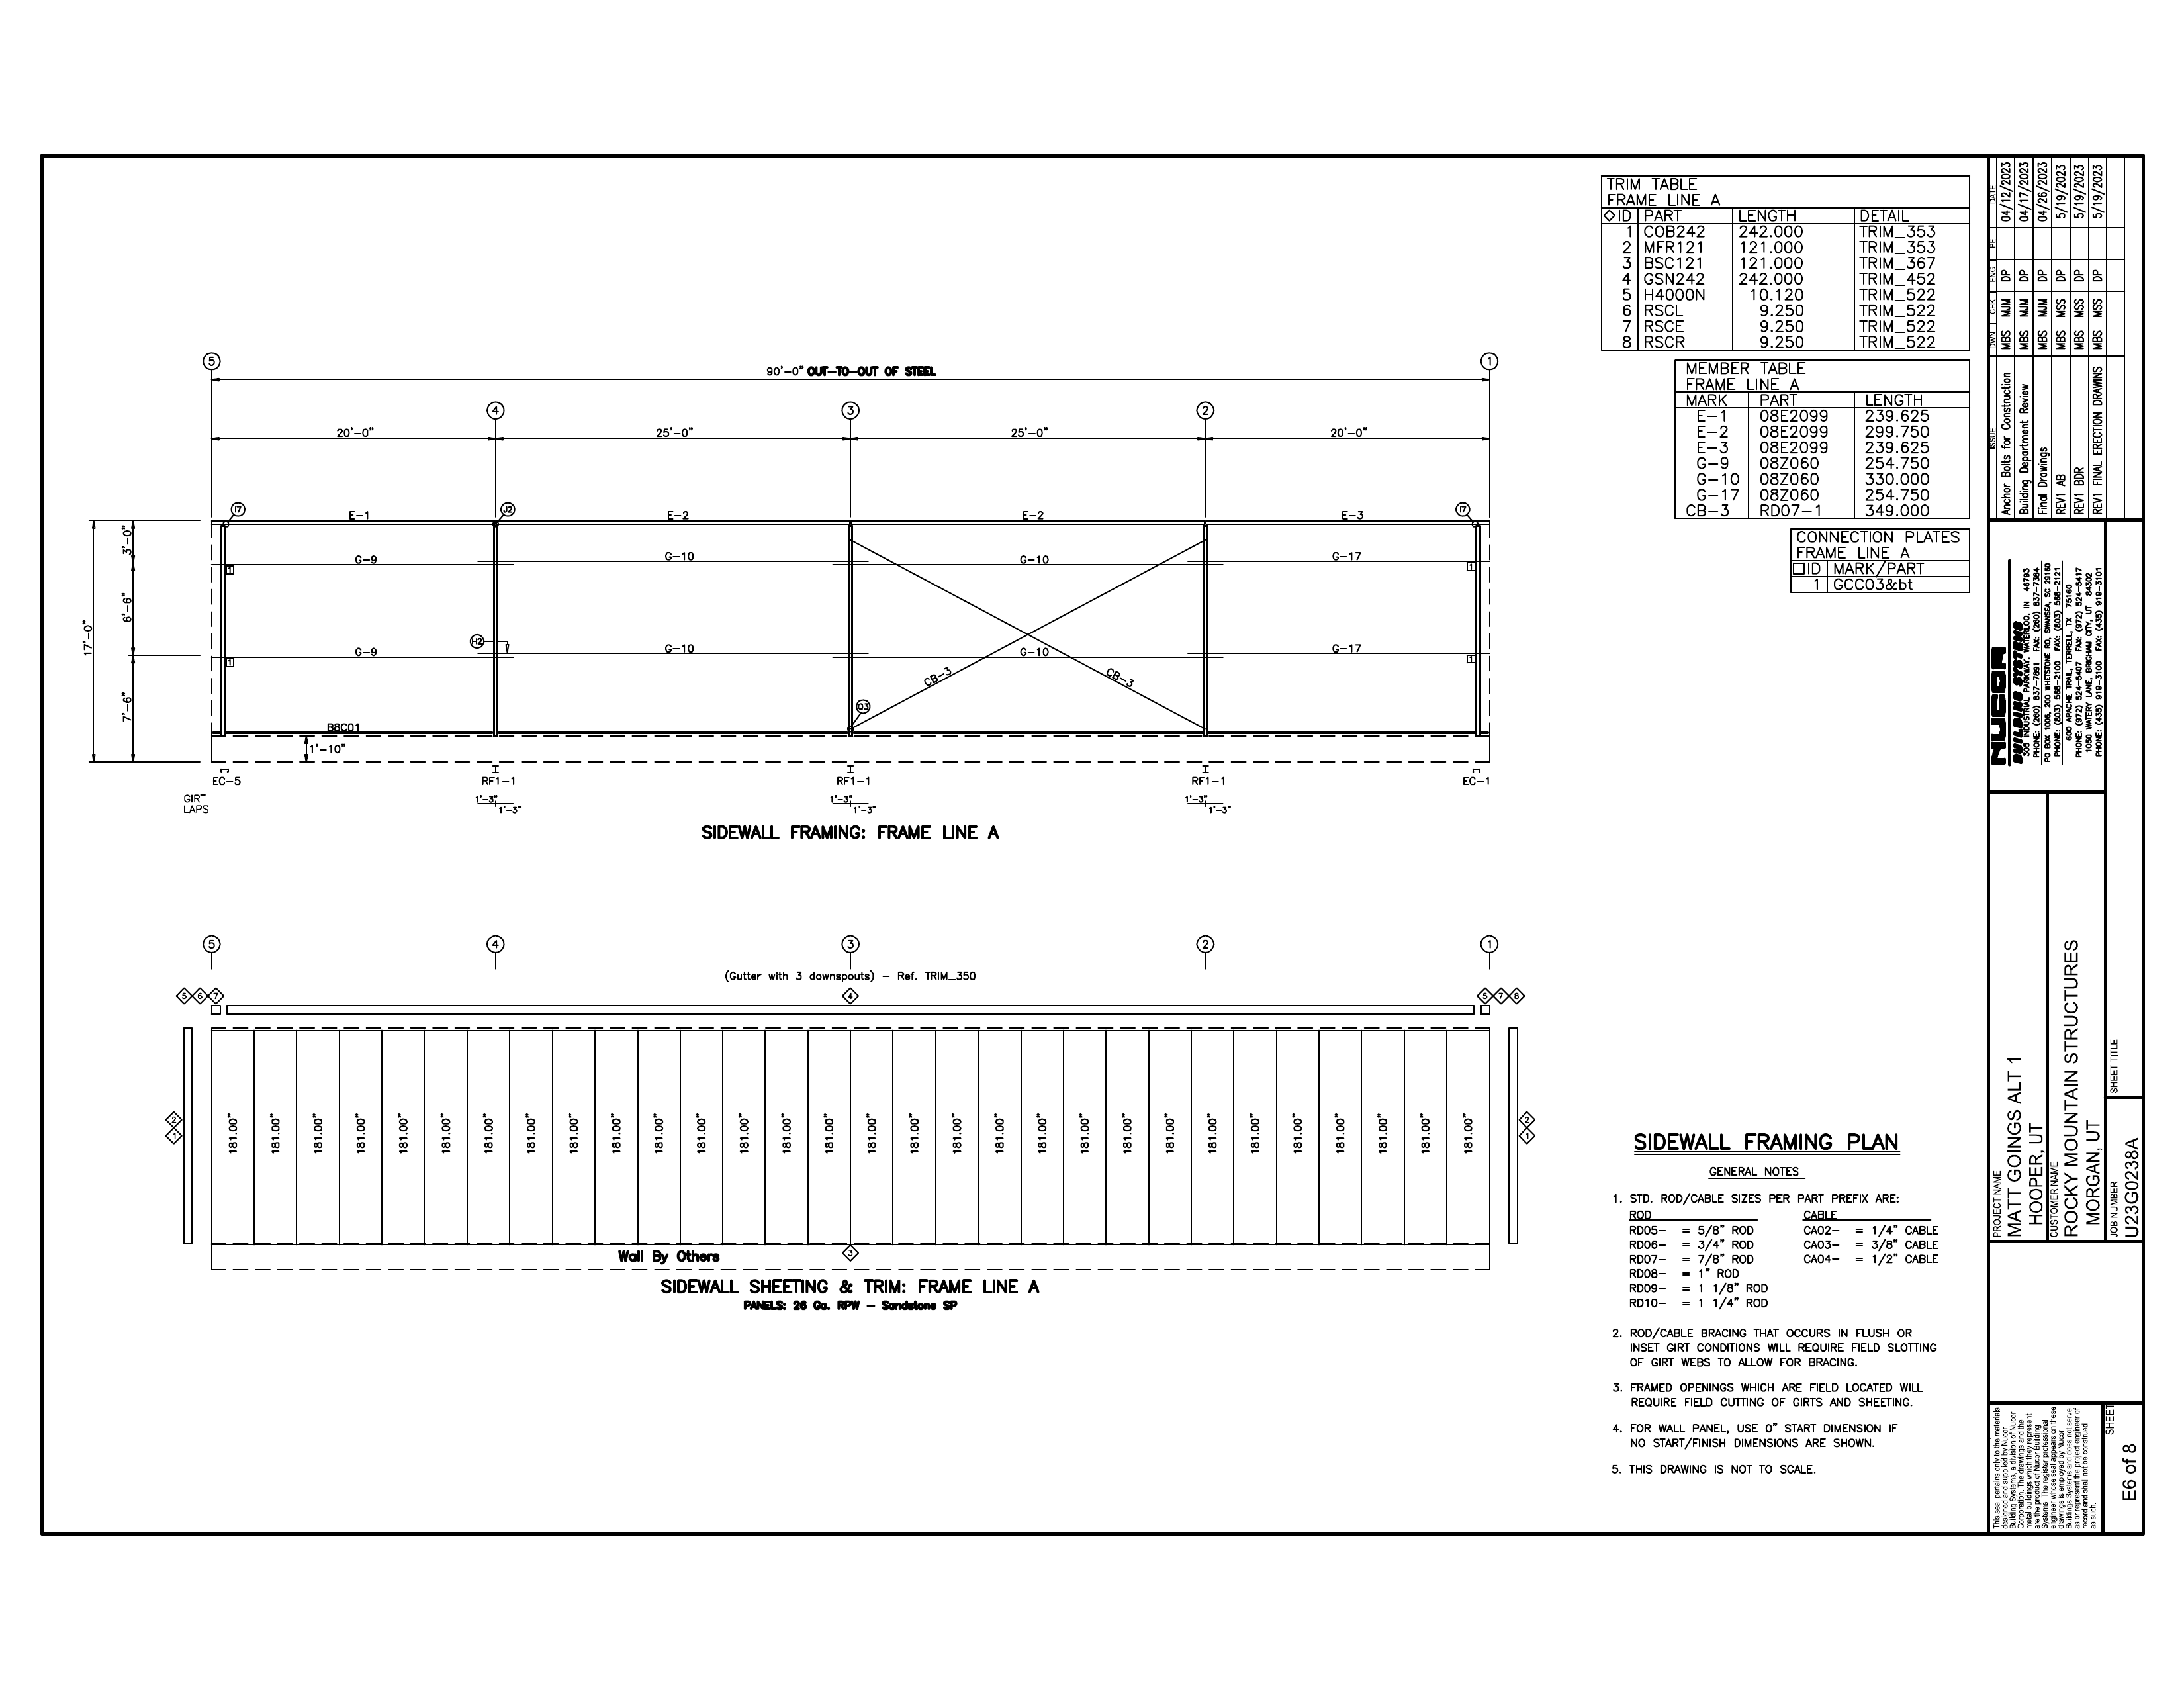 TRIM TABLE
FRAME LINE A
◇ID PART LENGTH DETAIL
1 COB242 242.000 TRIM_353
2 MFR121 121.000 TRIM_353
3 BSC121 121.000 TRIM_367
4 GSN242 242.000 TRIM_452
5 H4000N 10.120 TRIM_522
6 RSCL 9.250 TRIM_522
7 RSCE 9.250 TRIM_522
8 RSCR 9.250 TRIM_522
MEMBER TABLE
FRAME LINE A
MARK PART LENGTH
E-1 08E2099 239.625
E-2 08E2099 299.750
E-3 08E2099 239.625
G-9 08Z060 254.750
G-10 08Z060 330.000
G-17 08Z060 254.750
CB-3 RD07-1 349.000
CONNECTION PLATES
FRAME LINE A
□ID MARK/PART
1 GCC03&bt
5 1
90'-0" OUT-TO-OUT OF STEEL
4 3 2
20'-0" 25'-0" 25'-0" 20'-0"
I7 J2 I7
E-1 E-2 E-2 E-3
17'-0" 3'-0" 6'-6" 7'-6"
G-9 G-10 G-10 G-17
1 1
H2
G-9 G-10 G-10 G-17
1 1
CB-3 CB-3
Q3
B8C01
1'-10"
EC-5 RF1-1 RF1-1 RF1-1 EC-1
GIRT
LAPS
1'-3" 1'-3" 1'-3" 1'-3" 1'-3" 1'-3"
SIDEWALL FRAMING: FRAME LINE A
5 4 3 2 1
(Gutter with 3 downspouts) - Ref. TRIM_350
5 6 7 4 5 7 8
2 1 2 1
181.00" 181.00" 181.00" 181.00" 181.00" 181.00" 181.00" 181.00" 181.00" 181.00" 181.00" 181.00" 181.00" 181.00" 181.00" 181.00" 181.00" 181.00" 181.00" 181.00" 181.00" 181.00" 181.00" 181.00" 181.00" 181.00" 181.00" 181.00" 181.00" 181.00"
Wall By Others 3
SIDEWALL SHEETING & TRIM: FRAME LINE A
PANELS: 26 Ga. RPW - Sandstone SP
SIDEWALL FRAMING PLAN
GENERAL NOTES
1. STD. ROD/CABLE SIZES PER PART PREFIX ARE:
ROD CABLE
RD05- = 5/8" ROD CA02- = 1/4" CABLE
RD06- = 3/4" ROD CA03- = 3/8" CABLE
RD07- = 7/8" ROD CA04- = 1/2" CABLE
RD08- = 1" ROD
RD09- = 1 1/8" ROD
RD10- = 1 1/4" ROD
2. ROD/CABLE BRACING THAT OCCURS IN FLUSH OR
INSET GIRT CONDITIONS WILL REQUIRE FIELD SLOTTING
OF GIRT WEBS TO ALLOW FOR BRACING.
3. FRAMED OPENINGS WHICH ARE FIELD LOCATED WILL
REQUIRE FIELD CUTTING OF GIRTS AND SHEETING.
4. FOR WALL PANEL, USE 0" START DIMENSION IF
NO START/FINISH DIMENSIONS ARE SHOWN.
5. THIS DRAWING IS NOT TO SCALE.
ISSUE DWN CHK ENG PE DATE
Anchor Bolts for Construction MBS MJM DP 04/12/2023
Building Department Review MBS MJM DP 04/17/2023
Final Drawings MBS MJM DP 04/26/2023
REV1 AB MBS MSS DP 5/19/2023
REV1 BDR MBS MSS DP 5/19/2023
REV1 FINAL ERECTION DRAWINS MBS MSS DP 5/19/2023
NUCOR
BUILDING SYSTEMS
305 INDUSTRIAL PARKWAY, WATERLOO, IN 46793
PHONE: (260) 837-7891 FAX: (260) 837-7384
PO BOX 1006, 200 WHETSTONE RD, SWANSEA, SC 29160
PHONE: (803) 568-2100 FAX: (803) 568-2121
600 APACHE TRAIL, TERRELL, TX 75160
PHONE: (972) 524-5407 FAX: (972) 524-5417
1050 WATERY LANE, BRIGHAM CITY, UT 84302
PHONE: (435) 919-3100 FAX: (435) 919-3101
PROJECT NAME
MATT GOINGS ALT 1
HOOPER, UT
CUSTOMER NAME
ROCKY MOUNTAIN STRUCTURES
MORGAN, UT
JOB NUMBER
U23G0238A
SHEET TITLE
This seal pertains only to the materials
designed and supplied by Nucor
Building Systems, a division of Nucor
Corporation. The drawings and the
metal buildings which they represent
are the product of Nucor Building
Systems. The register professional
engineer whose seal appears on these
drawings is employed by Nucor
Building Systems and does not serve
as or represent the project engineer of
record and shall not be construed
as such.
SHEET
E6 of 8